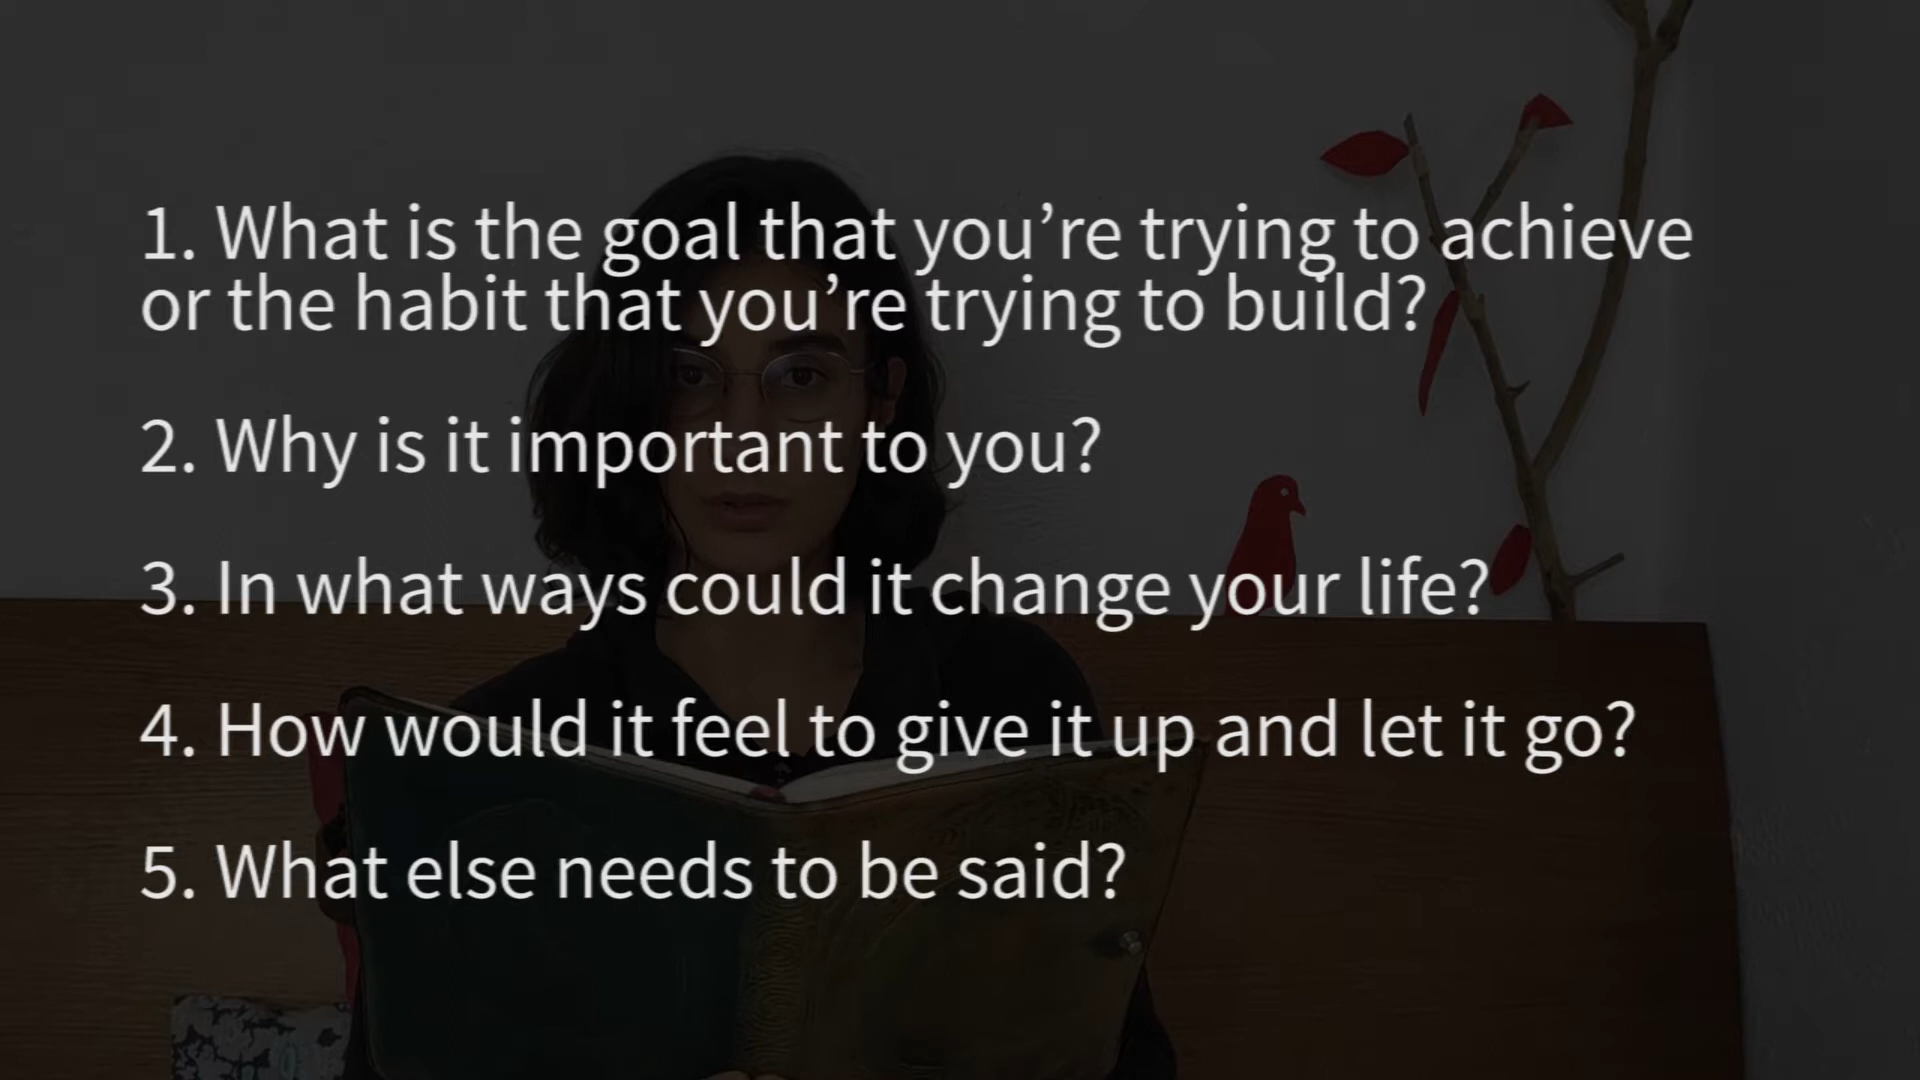 1. What is the goal that you’re trying to achieve
or the habit that you’re trying to build?
2. Why is it important to you?
3. In what ways could it change your life?
4. How would it feel to give it up and let it go?
5. What else needs to be said?